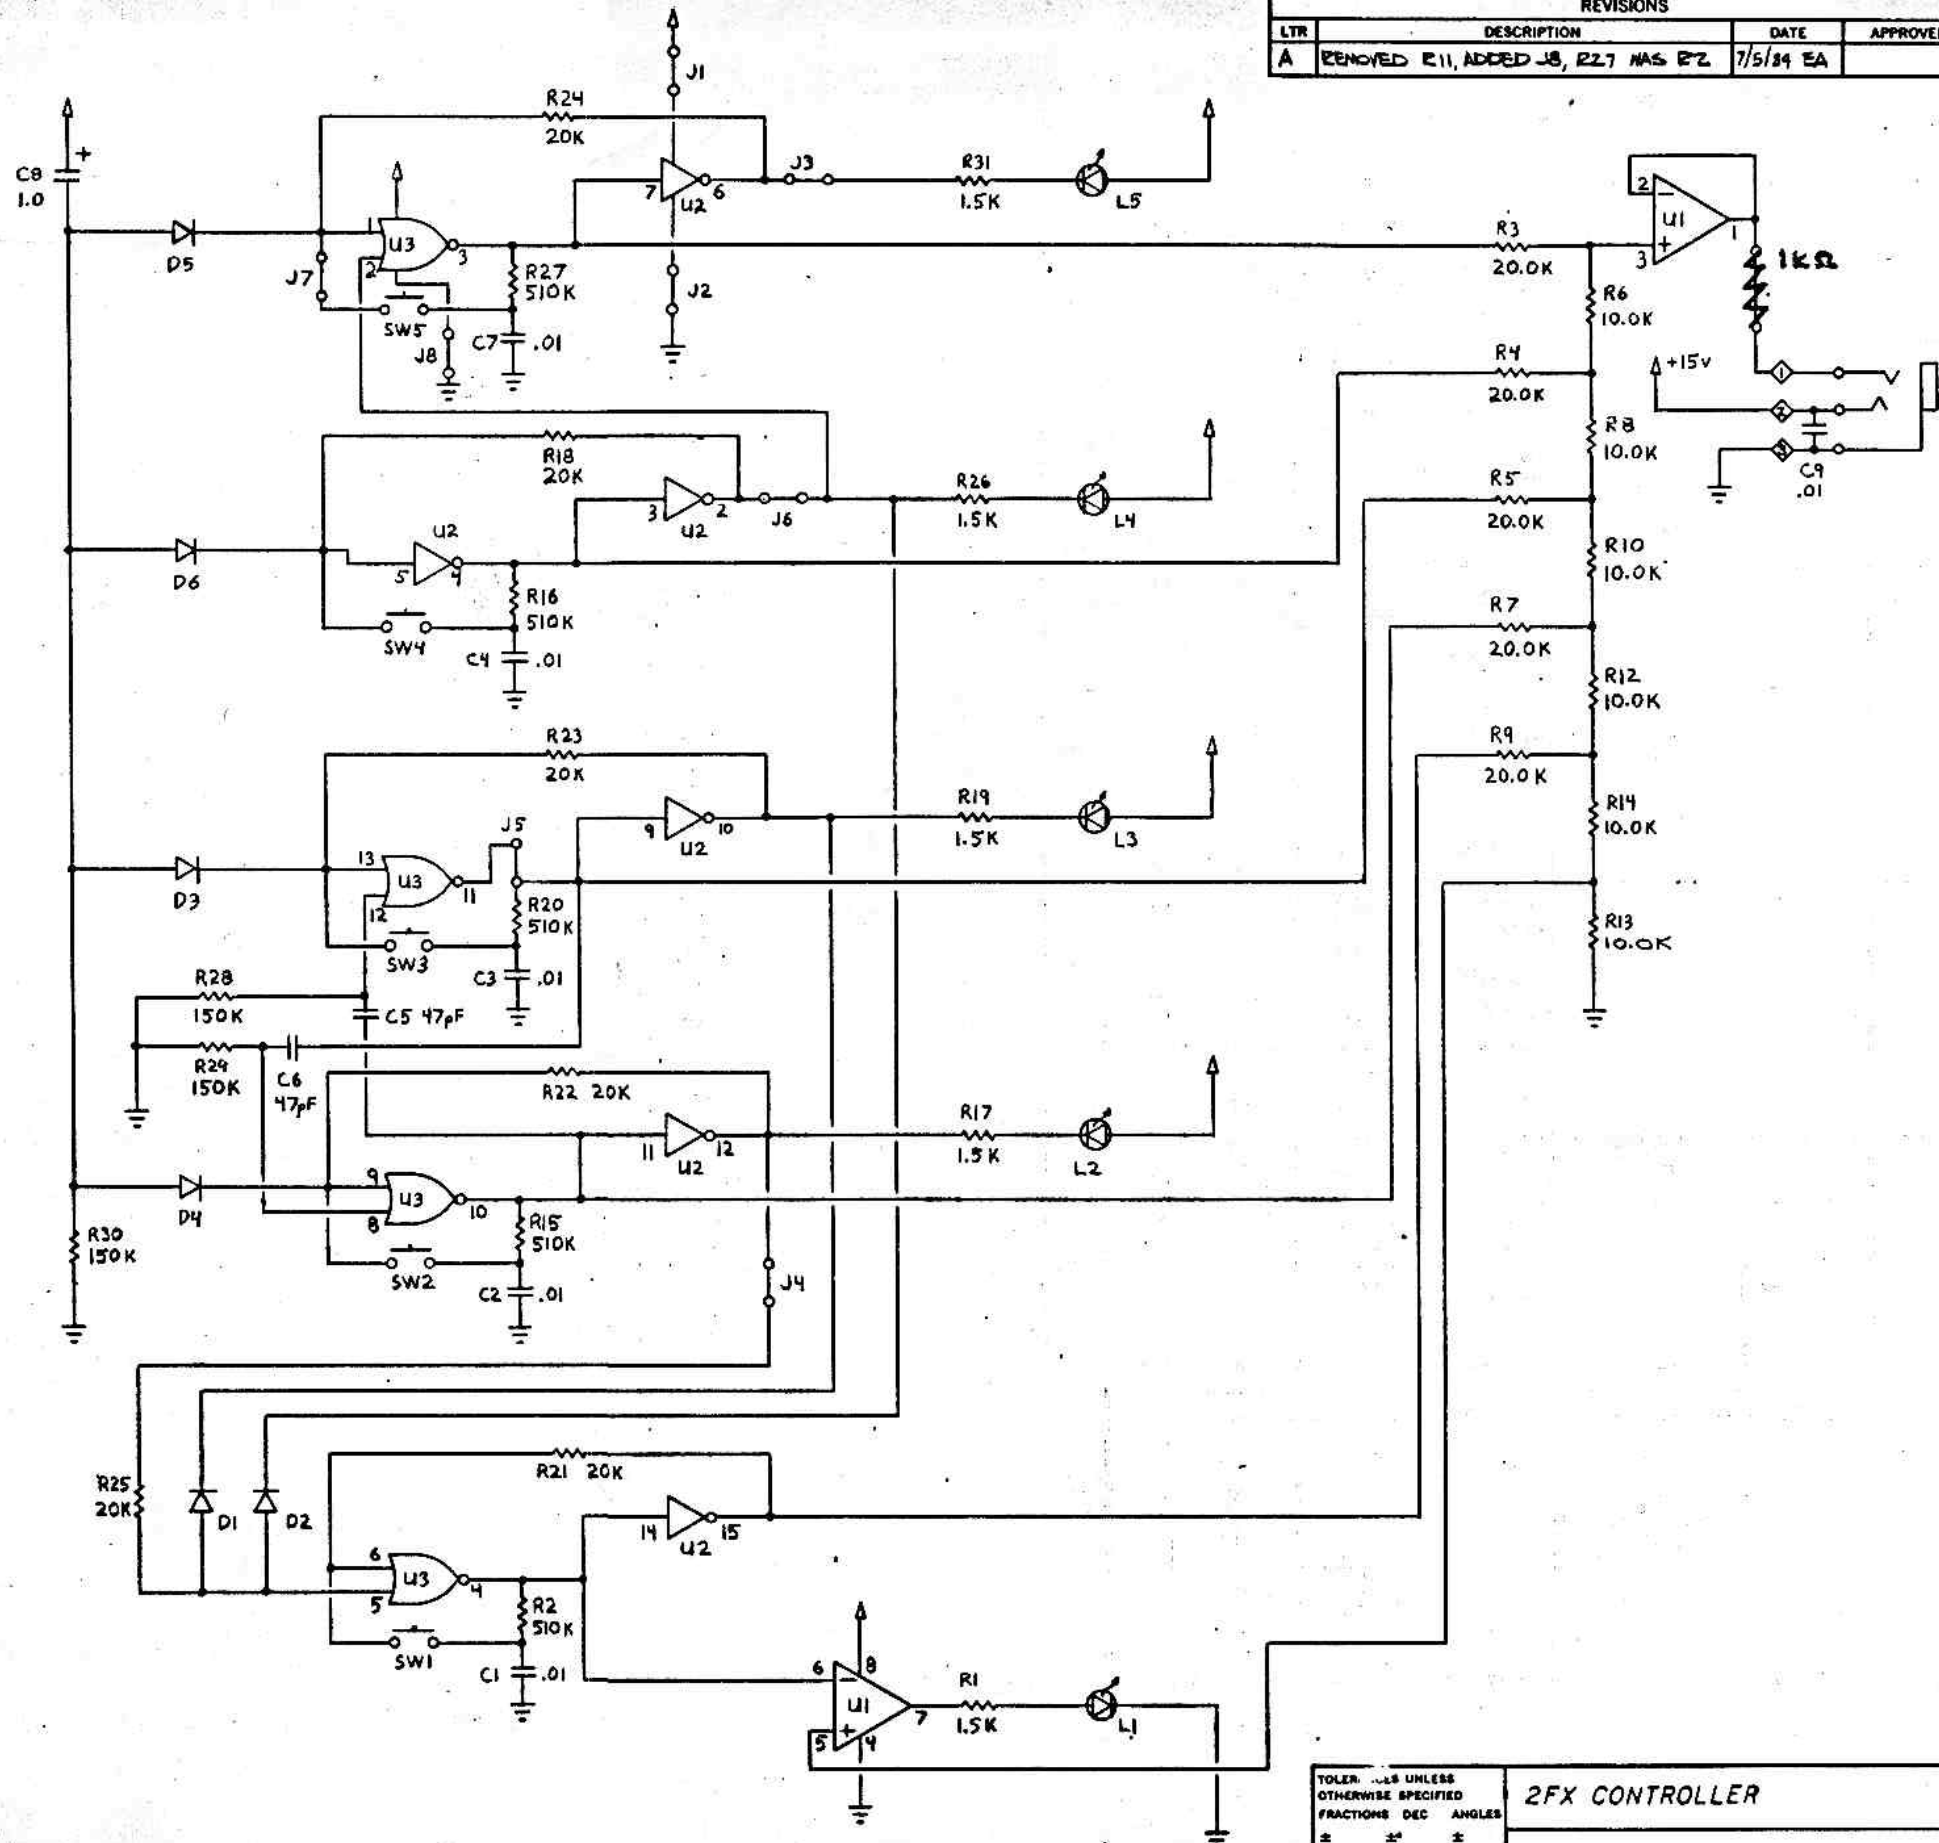 REVISIONS
LTR DESCRIPTION DATE APPROVE
A REMOVED R11, ADDED J8, R27 WAS R2 7/5/84 EA
J1
R24
20K
C8
1.0
+
D5
J7
1
2
U3
3
SW5
J8
R27
510K
C7 .01
7
U2
6
J2
J3
R31
1.5K
L5
R3
20.0K
2
-
U1
+
3
1
1KΩ
R6
10.0K
+15V
1
2
3
C9
.01
R4
20.0K
R8
10.0K
R18
20K
3
U2
2
J6
R26
1.5K
L4
R5
20.0K
D6
U2
5
4
R16
510K
SW4
C4 .01
R10
10.0K
R7
20.0K
R12
10.0K
R23
20K
9
U2
10
R19
1.5K
L3
R9
20.0K
R14
10.0K
D3
13
U3
12
11
J5
R20
510K
SW3
C3 .01
R13
10.0K
R28
150K
C5 47pF
R29
150K
C6
47pF
R22 20K
11
U2
12
R17
1.5K
L2
D4
9
U3
8
10
R15
510K
SW2
C2 .01
J4
R30
150K
R25
20K
D1
D2
R21 20K
14
U2
15
6
U3
5
4
R2
510K
SW1
C1 .01
6
-
8
U1
+
5
4
7
R1
1.5K
L1
UNLESS
OTHERWISE SPECIFIED
FRACTIONS DEC ANGLES
± ± ±
2FX CONTROLLER